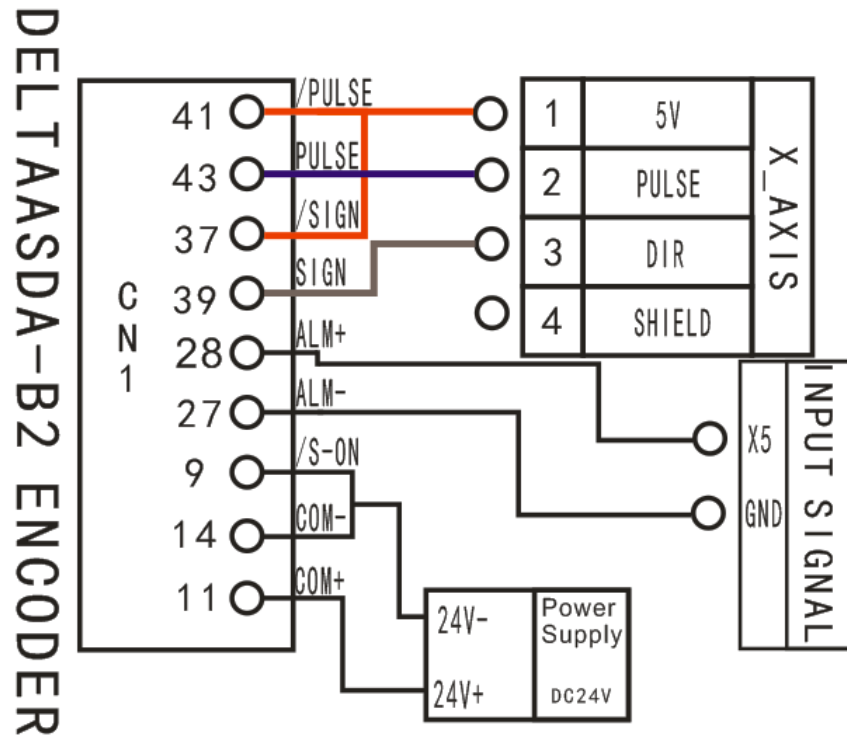 DELTAASDA-B2 ENCODER
CN1
41
/PULSE
43
PULSE
37
/SIGN
39
SIGN
28
ALM+
27
ALM-
9
/S-ON
14
COM-
11
COM+
1
5V
2
PULSE
3
DIR
4
SHIELD
X_AXIS
X5
GND
INPUT SIGNAL
24V-
24V+
Power
Supply
DC24V